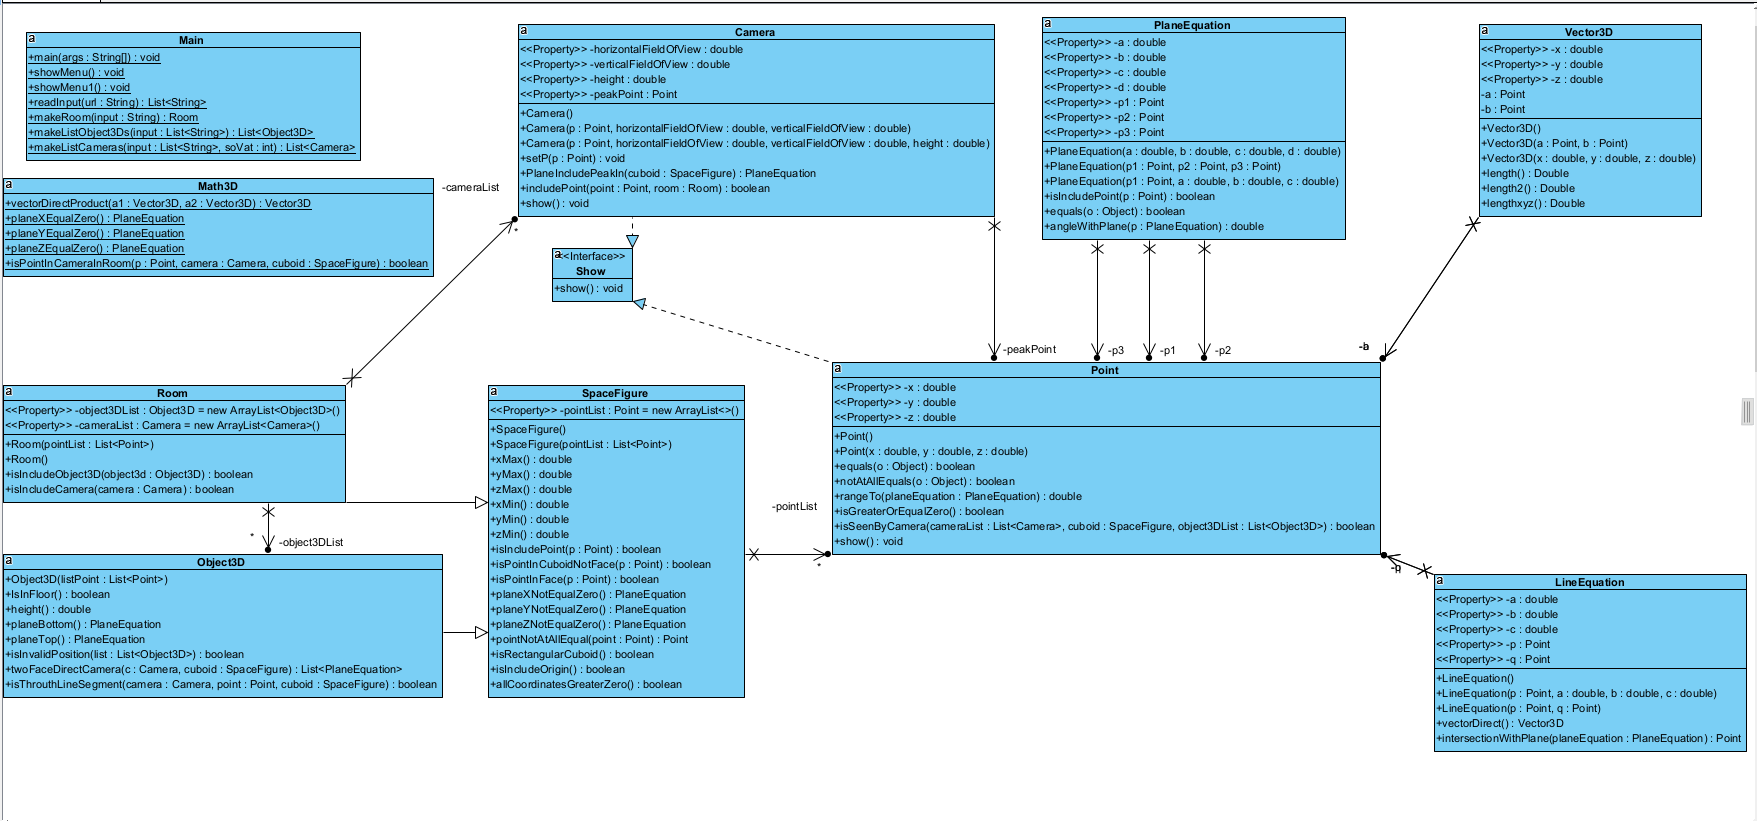 Main
+main(args : String[]) : void
+showMenu() : void
+showMenu1() : void
+readInput(url : String) : List<String>
+makeRoom(input : String) : Room
+makeListObject3Ds(input : List<String>) : List<Object3D>
+makeListCameras(input : List<String>, soVat : int) : List<Camera>
Math3D
+vectorDirectProduct(a1 : Vector3D, a2 : Vector3D) : Vector3D
+planeXEqualZero() : PlaneEquation
+planeYEqualZero() : PlaneEquation
+planeZEqualZero() : PlaneEquation
+isPointInCameraInRoom(p : Point, camera : Camera, cuboid : SpaceFigure) : boolean
Camera
<<Property>> -horizontalFieldOfView : double
<<Property>> -verticalFieldOfView : double
<<Property>> -height : double
<<Property>> -peakPoint : Point
+Camera()
+Camera(p : Point, horizontalFieldOfView : double, verticalFieldOfView : double)
+Camera(p : Point, horizontalFieldOfView : double, verticalFieldOfView : double, height : double)
+setP(p : Point) : void
+PlaneIncludePeakIn(cuboid : SpaceFigure) : PlaneEquation
+includePoint(point : Point, room : Room) : boolean
+show() : void
PlaneEquation
<<Property>> -a : double
<<Property>> -b : double
<<Property>> -c : double
<<Property>> -d : double
<<Property>> -p1 : Point
<<Property>> -p2 : Point
<<Property>> -p3 : Point
+PlaneEquation(a : double, b : double, c : double, d : double)
+PlaneEquation(p1 : Point, p2 : Point, p3 : Point)
+PlaneEquation(p1 : Point, a : double, b : double, c : double)
+isIncludePoint(p : Point) : boolean
+equals(o : Object) : boolean
+angleWithPlane(p : PlaneEquation) : double
Vector3D
<<Property>> -x : double
<<Property>> -y : double
<<Property>> -z : double
-a : Point
-b : Point
+Vector3D()
+Vector3D(a : Point, b : Point)
+Vector3D(x : double, y : double, z : double)
+length() : Double
+length2() : Double
+lengthxyz() : Double
-cameraList
*
<<Interface>>
Show
+show() : void
-peakPoint
-p3
-p1
-p2
Room
<<Property>> -object3DList : Object3D = new ArrayList<Object3D>()
<<Property>> -cameraList : Camera = new ArrayList<Camera>()
+Room(pointList : List<Point>)
+Room()
+isIncludeObject3D(object3d : Object3D) : boolean
+isIncludeCamera(camera : Camera) : boolean
*
-object3DList
Object3D
+Object3D(listPoint : List<Point>)
+IsInFloor() : boolean
+height() : double
+planeBottom() : PlaneEquation
+planeTop() : PlaneEquation
+isInvalidPosition(list : List<Object3D>) : boolean
+twoFaceDirectCamera(c : Camera, cuboid : SpaceFigure) : List<PlaneEquation>
+isThrouthLineSegment(camera : Camera, point : Point, cuboid : SpaceFigure) : boolean
SpaceFigure
<<Property>> -pointList : Point = new ArrayList<>()
+SpaceFigure()
+SpaceFigure(pointList : List<Point>)
+xMax() : double
+yMax() : double
+zMax() : double
+xMin() : double
+yMin() : double
+zMin() : double
+isIncludePoint(p : Point) : boolean
+isPointInCuboidNotFace(p : Point) : boolean
+isPointInFace(p : Point) : boolean
+planeXNotEqualZero() : PlaneEquation
+planeYNotEqualZero() : PlaneEquation
+planeZNotEqualZero() : PlaneEquation
+pointNotAtAllEqual(point : Point) : Point
+isRectangularCuboid() : boolean
+isIncludeOrigin() : boolean
+allCoordinatesGreaterZero() : boolean
-pointList
*
Point
<<Property>> -x : double
<<Property>> -y : double
<<Property>> -z : double
+Point()
+Point(x : double, y : double, z : double)
+equals(o : Object) : boolean
+notAtAllEquals(o : Object) : boolean
+rangeTo(planeEquation : PlaneEquation) : double
+isGreaterOrEqualZero() : boolean
+isSeenByCamera(cameraList : List<Camera>, cuboid : SpaceFigure, object3DList : List<Object3D>) : boolean
+show() : void
LineEquation
<<Property>> -a : double
<<Property>> -b : double
<<Property>> -c : double
<<Property>> -p : Point
<<Property>> -q : Point
+LineEquation()
+LineEquation(p : Point, a : double, b : double, c : double)
+LineEquation(p : Point, q : Point)
+vectorDirect() : Vector3D
+intersectionWithPlane(planeEquation : PlaneEquation) : Point